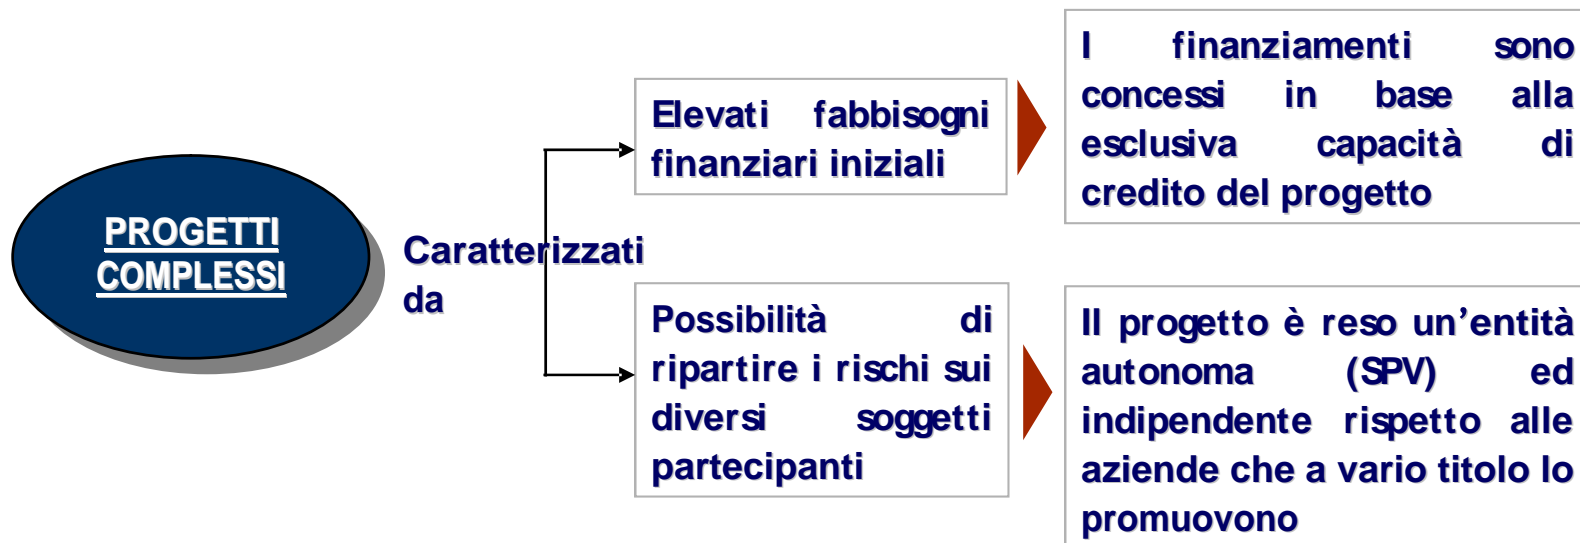 PROGETTI
COMPLESSI
Caratterizzati
da
Elevati fabbisogni
finanziari iniziali
I finanziamenti sono
concessi in base alla
esclusiva capacità di
credito del progetto
Possibilità di
ripartire i rischi sui
diversi soggetti
partecipanti
Il progetto è reso un’entità
autonoma (SPV) ed
indipendente rispetto alle
aziende che a vario titolo lo
promuovono